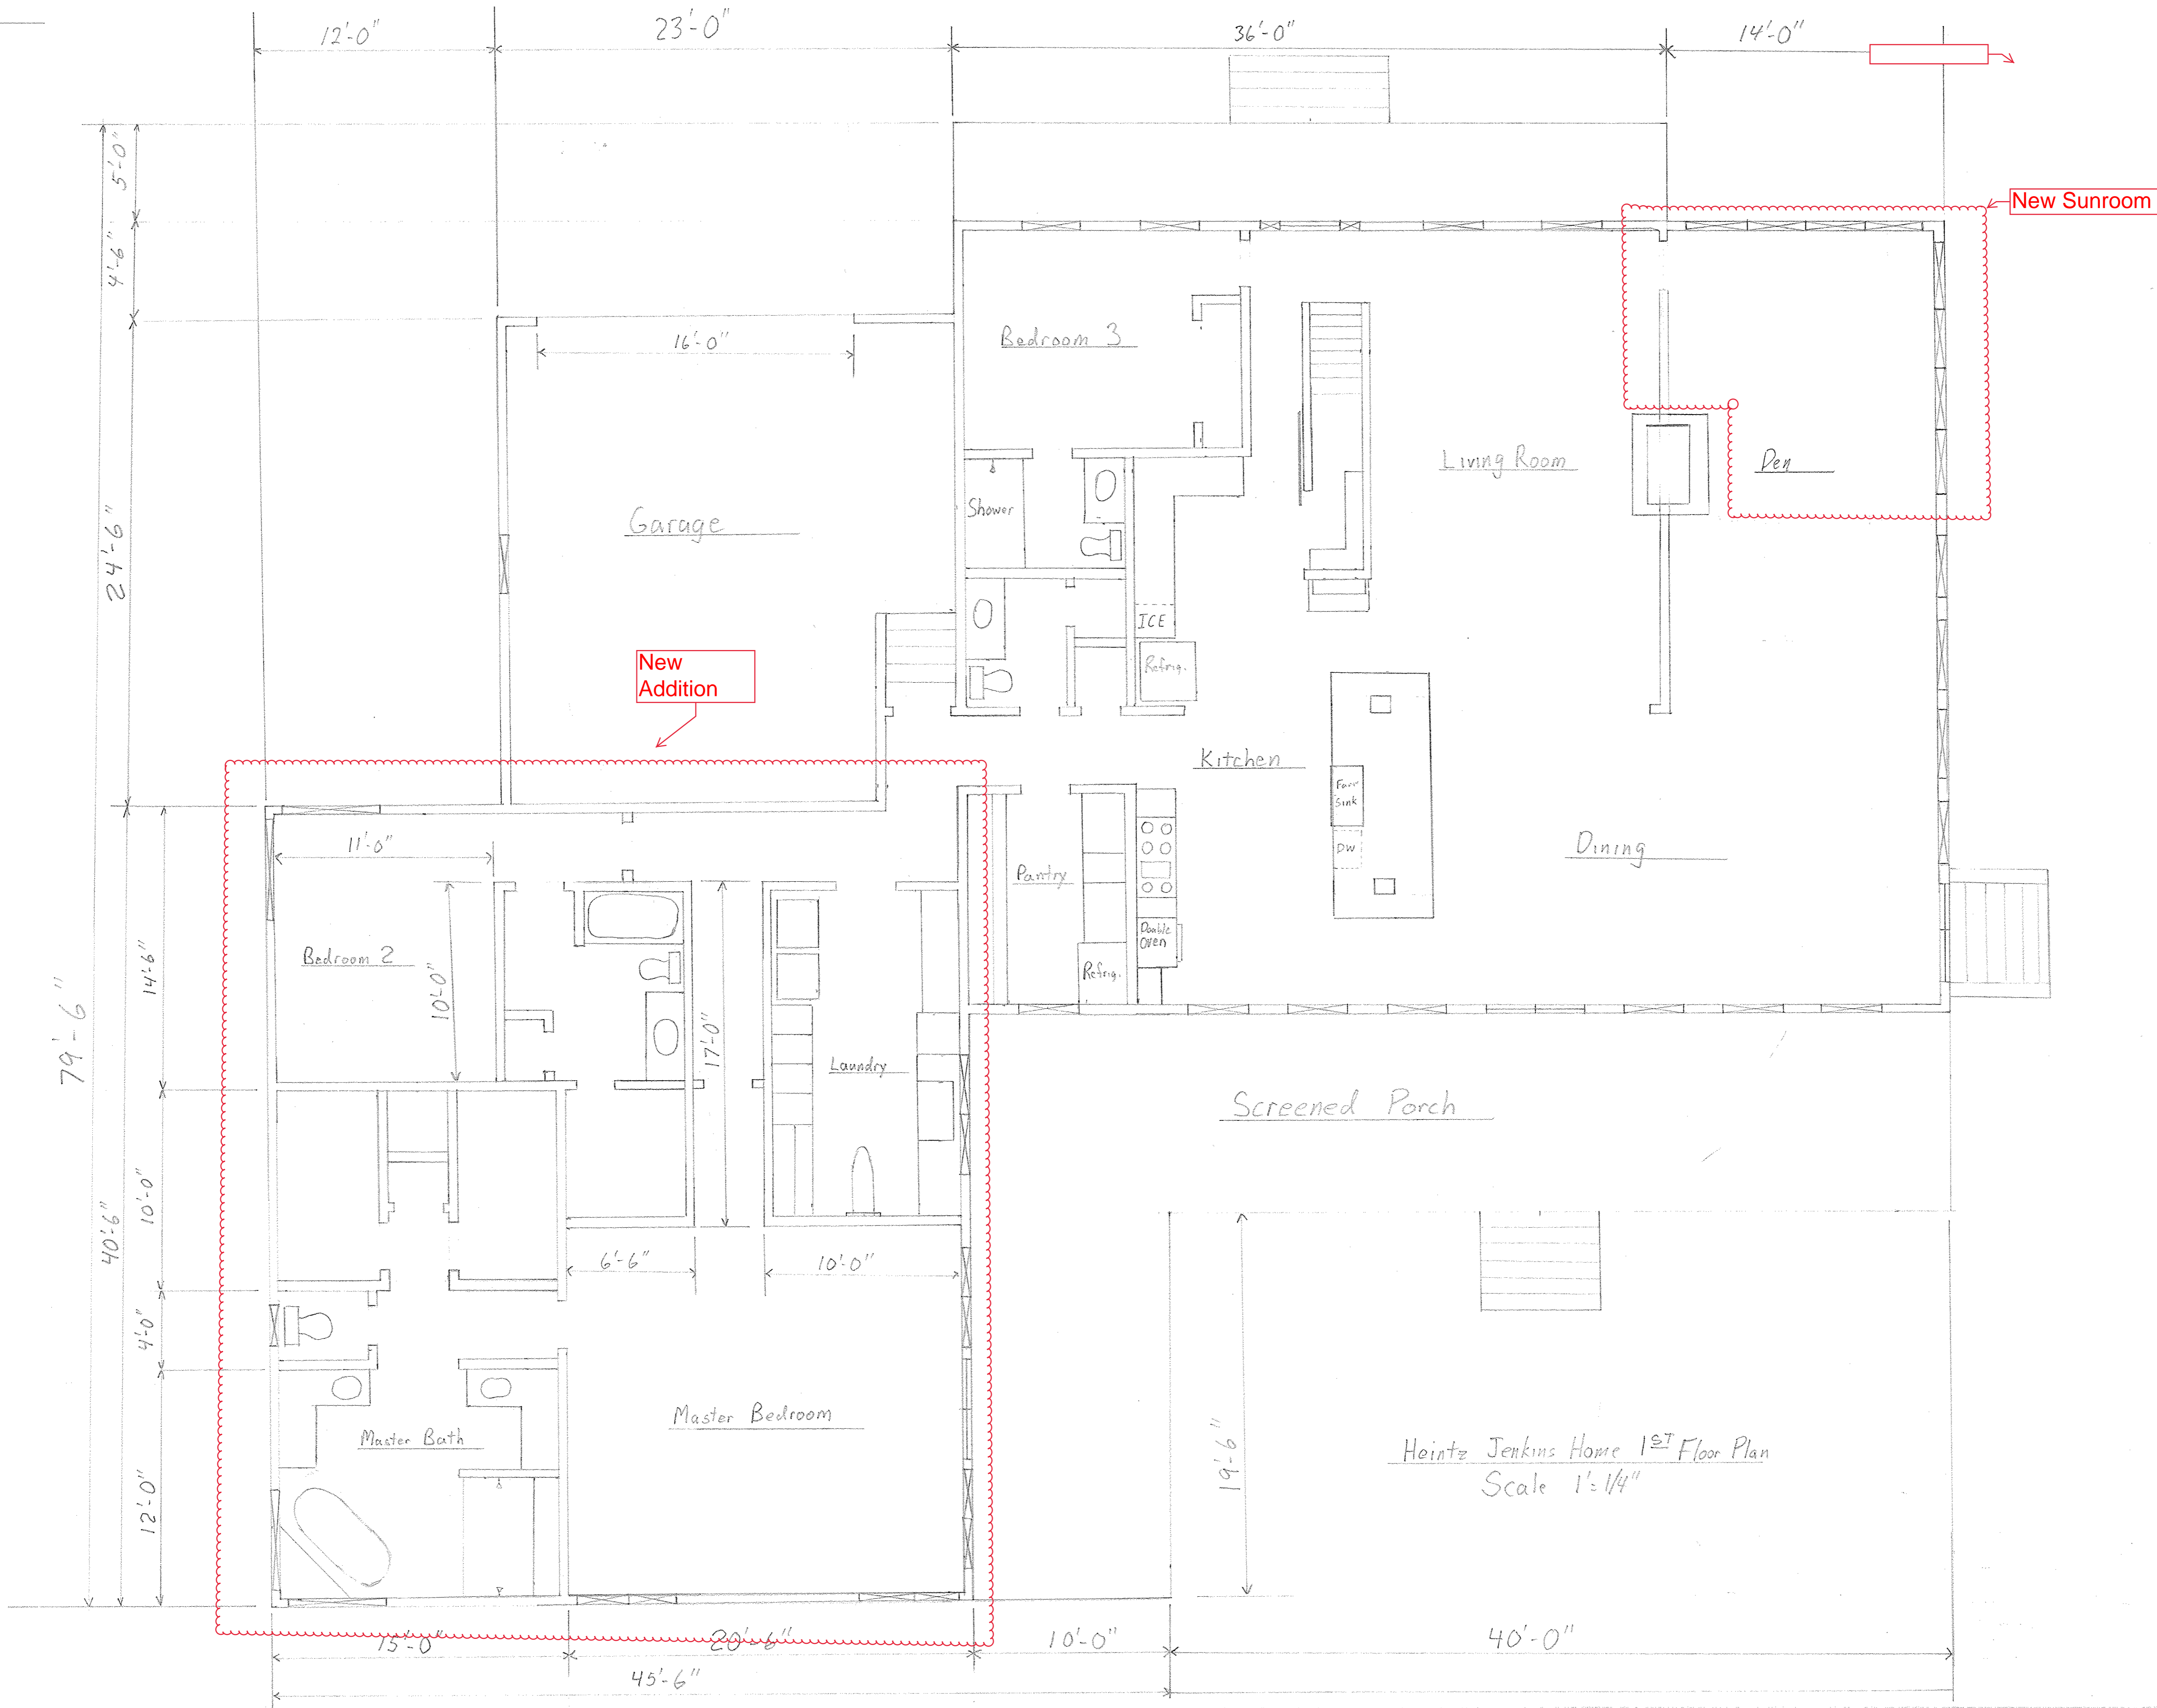 12'-0"
23'-0"
36'-0"
14'-0"
5'-0"
4'-6"
New Sunroom
16'-0"
Bedroom 3
Living Room
Den
24'-6"
Garage
Shower
ICE
Refrig.
New
Addition
Kitchen
Farm
Sink
DW
Dining
11'-0"
Pantry
Double
Oven
Refrig.
Bedroom 2
10'-0"
14'-6"
79'-6"
17'-0"
Laundry
Screened Porch
10'-0"
40'-6"
6'-6"
10'-0"
4'-0"
Master Bedroom
Master Bath
19'-6"
Heintz Jenkins Home 1ST Floor Plan
Scale 1'=1/4"
12'-0"
15'-0"
20'-6"
10'-0"
40'-0"
45'-6"